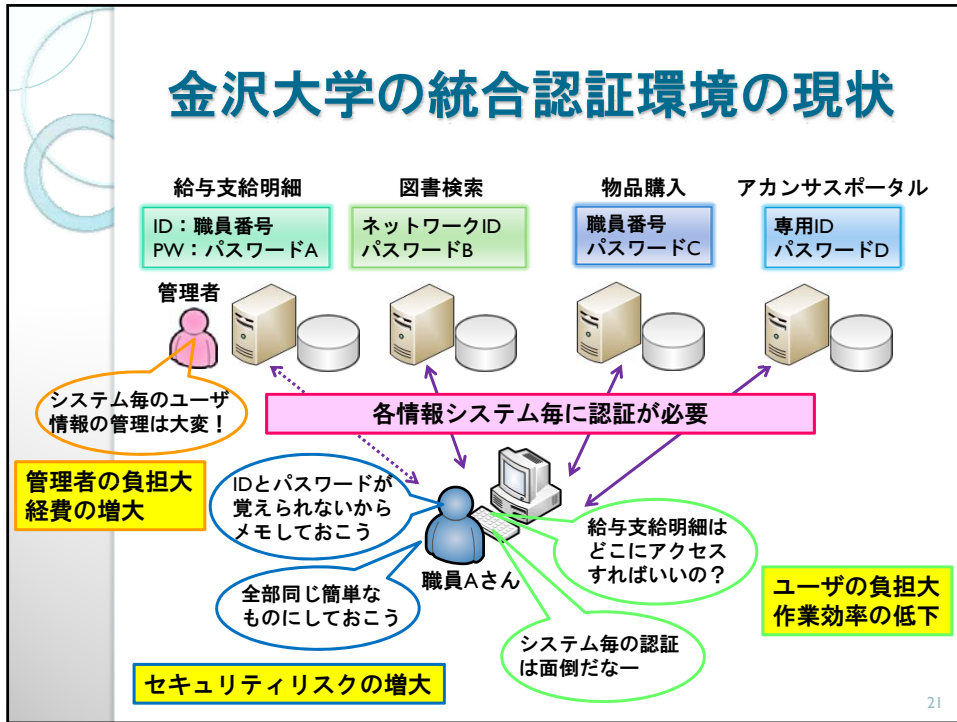 金沢大学の統合認証環境の現状
給与支給明細
図書検索
物品購入
アカンサスポータル
ID：職員番号
PW：パスワードA
ネットワークID
パスワードB
職員番号
パスワードC
専用ID
パスワードD
管理者
システム毎のユーザ
情報の管理は大変！
各情報システム毎に認証が必要
管理者の負担大
経費の増大
IDとパスワードが
覚えられないから
メモしておこう
給与支給明細は
どこにアクセス
すればいいの？
職員Aさん
全部同じ簡単な
ものにしておこう
ユーザの負担大
作業効率の低下
システム毎の認証
は面倒だなー
セキュリティリスクの増大
21